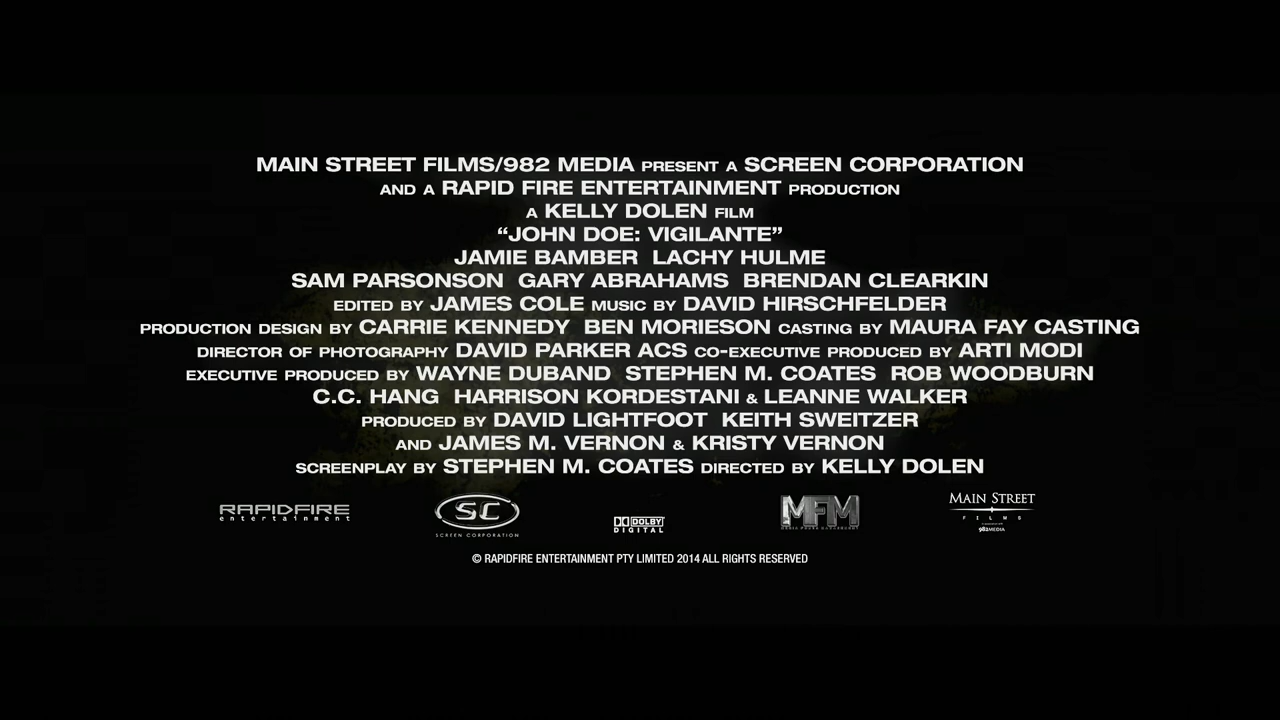 MAIN STREET FILMS/982 MEDIA PRESENT A SCREEN CORPORATION
AND A RAPID FIRE ENTERTAINMENT PRODUCTION
A KELLY DOLEN FILM
“JOHN DOE: VIGILANTE”
JAMIE BAMBER LACHY HULME
SAM PARSONSON GARY ABRAHAMS BRENDAN CLEARKIN
EDITED BY JAMES COLE MUSIC BY DAVID HIRSCHFELDER
PRODUCTION DESIGN BY CARRIE KENNEDY BEN MORIESON CASTING BY MAURA FAY CASTING
DIRECTOR OF PHOTOGRAPHY DAVID PARKER ACS CO-EXECUTIVE PRODUCED BY ARTI MODI
EXECUTIVE PRODUCED BY WAYNE DUBAND STEPHEN M. COATES ROB WOODBURN
C.C. HANG HARRISON KORDESTANI & LEANNE WALKER
PRODUCED BY DAVID LIGHTFOOT KEITH SWEITZER
AND JAMES M. VERNON & KRISTY VERNON
SCREENPLAY BY STEPHEN M. COATES DIRECTED BY KELLY DOLEN
RAPIDFIRE
entertainment
SC
SCREEN CORPORATION
DOLBY
DIGITAL
MFM
MAIN STREET
FILMS
982MEDIA
© RAPIDFIRE ENTERTAINMENT PTY LIMITED 2014 ALL RIGHTS RESERVED